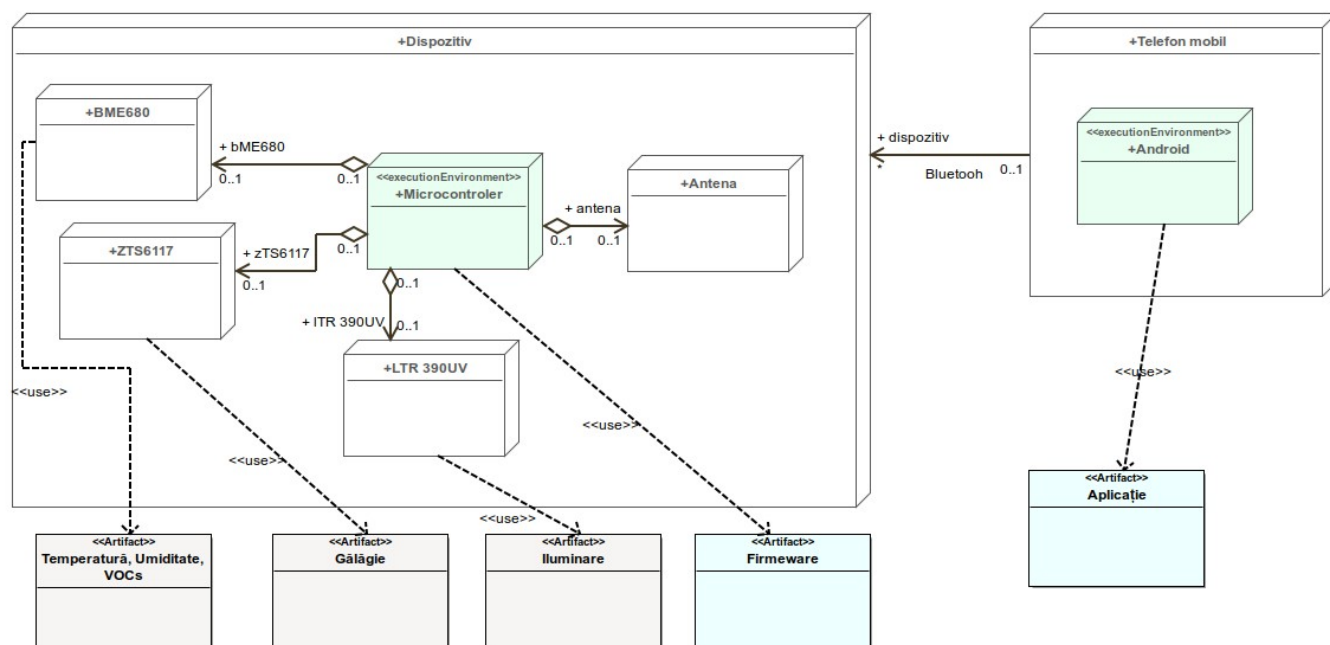 +Dispozitiv
+Telefon mobil
+BME680
<<executionEnvironment>>
+Android
+ dispozitiv
*
Bluetooh
0..1
+ bME680
0..1
0..1
<<executionEnvironment>>
+Microcontroler
+Antena
+ antena
0..1
0..1
+ZTS6117
+ zTS6117
0..1
0..1
0..1
+ lTR 390UV
0..1
+LTR 390UV
<<use>>
<<use>>
<<use>>
<<use>>
<<use>>
<<Artifact>>
Aplicație
<<Artifact>>
Temperatură, Umiditate,
VOCs
<<Artifact>>
Gălăgie
<<Artifact>>
Iluminare
<<Artifact>>
Firmeware